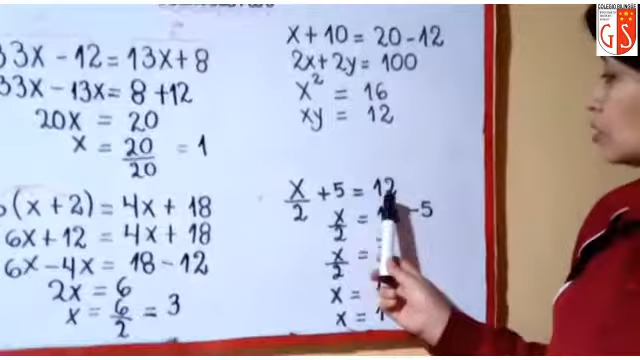 33x - 12 = 13x + 8
33x - 13x = 8 + 12
20x = 20
x = 20/20 = 1
(x + 2) = 4x + 18
6x + 12 = 4x + 18
6x - 4x = 18 - 12
2x = 6
x = 6/2 = 3
x + 10 = 20 - 12
2x + 2y = 100
x² = 16
xy = 12
x/2 + 5 = 12
x/2 = - 5
x/2 =
x =
x = 1
GS